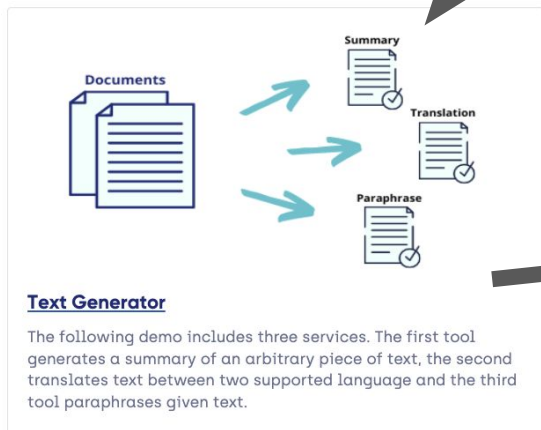 Summary
Documents
Translation
Paraphrase
Text Generator
The following demo includes three services. The first tool
generates a summary of an arbitrary piece of text, the second
translates text between two supported language and the third
tool paraphrases given text.